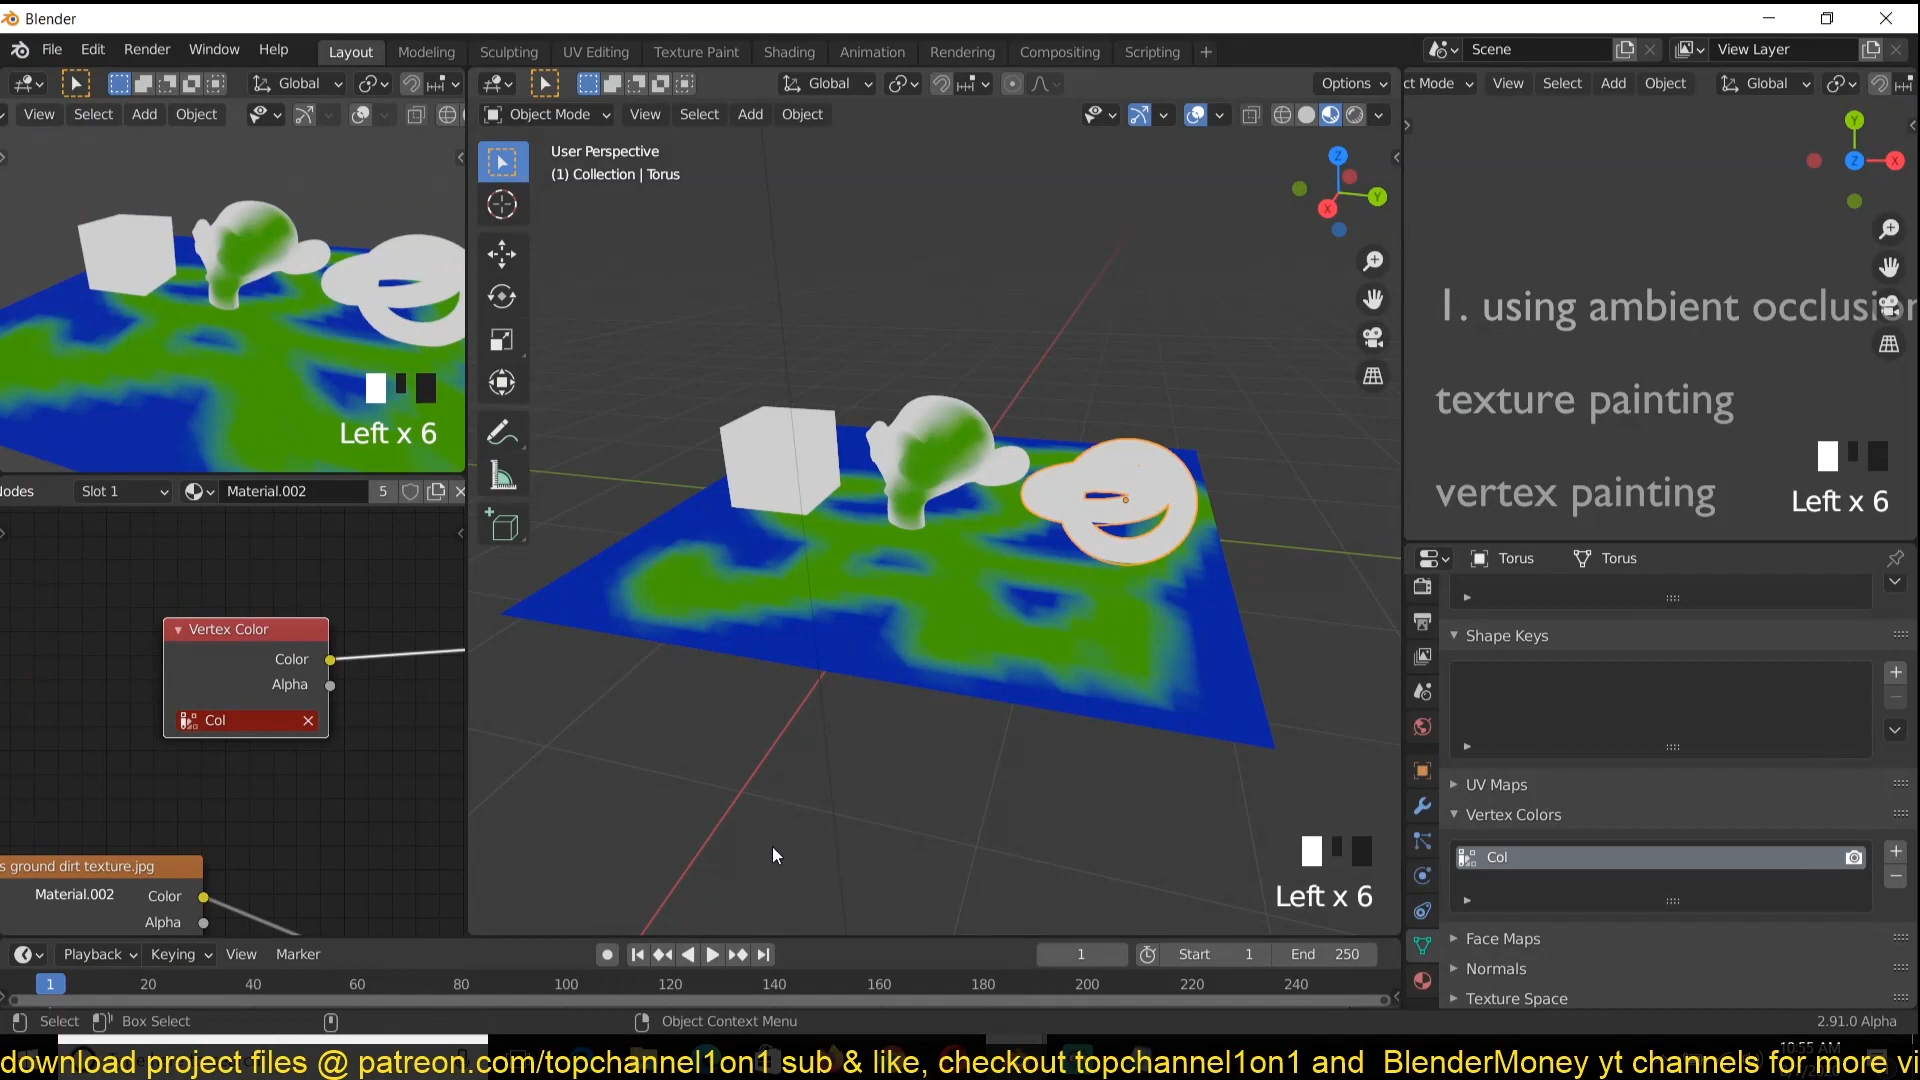 Blender
File Edit Render Window Help Layout Modeling Sculpting UV Editing Texture Paint Shading Animation Rendering Compositing Scripting + Scene View Layer
Global Global Options ct Mode View Select Add Object Global
View Select Add Object Object Mode View Select Add Object
User Perspective
(1) Collection | Torus
Z
Y
X
Y
Z
X
1. using ambient occlusion
texture painting
vertex painting
Left x 6
Left x 6
Left x 6
odes Slot 1 Material.002 5
Vertex Color
Color
Alpha
Col
s ground dirt texture.jpg
Material.002 Color
Alpha
Torus Torus
Shape Keys
UV Maps
Vertex Colors
Col
Face Maps
Normals
Texture Space
Playback Keying View Marker 1 Start 1 End 250
1 20 40 60 80 100 120 140 160 180 200 220 240
Select Box Select Object Context Menu 2.91.0 Alpha
10:55 AM
download project files @ patreon.com/topchannel1on1 sub & like, checkout topchannel1on1 and BlenderMoney yt channels for more vi